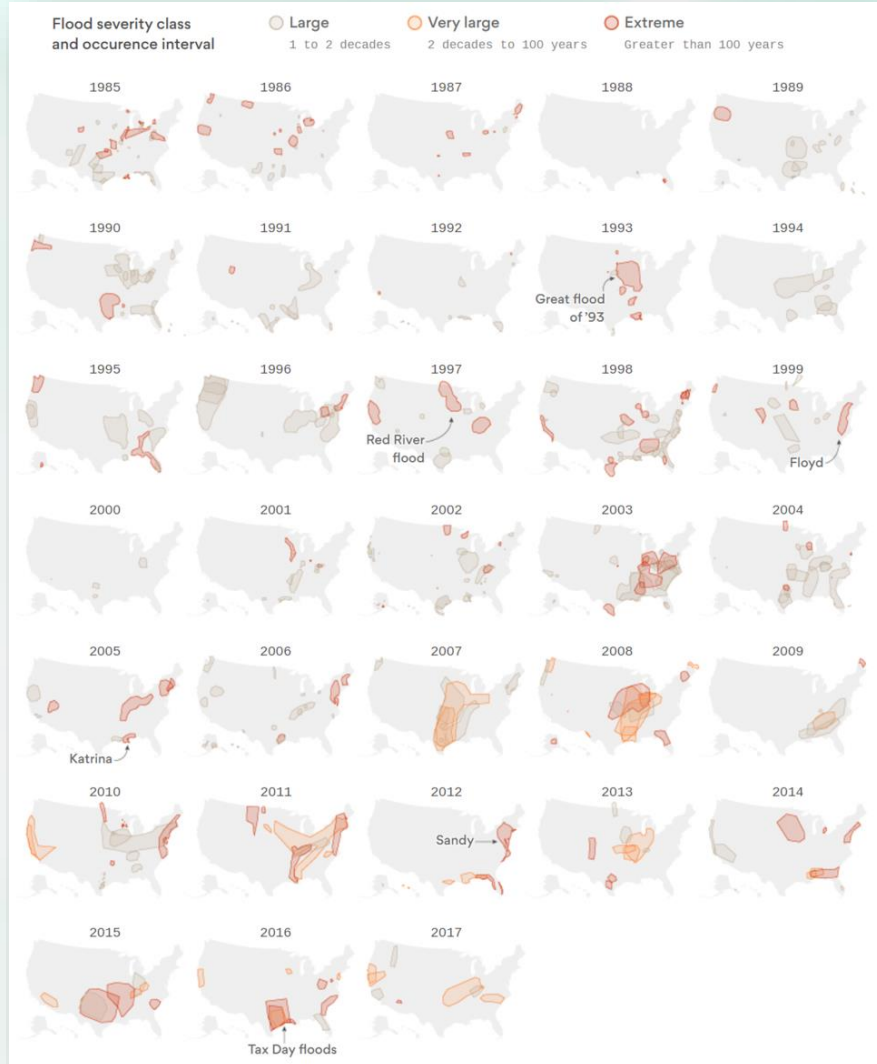 Flood severity class
and occurence interval
Large
1 to 2 decades
Very large
2 decades to 100 years
Extreme
Greater than 100 years
1985
1986
1987
1988
1989
1990
1991
1992
1993
1994
Great flood
of '93
1995
1996
1997
1998
1999
Red River
flood
Floyd
2000
2001
2002
2003
2004
2005
2006
2007
2008
2009
Katrina
2010
2011
2012
2013
2014
Sandy
2015
2016
2017
Tax Day floods